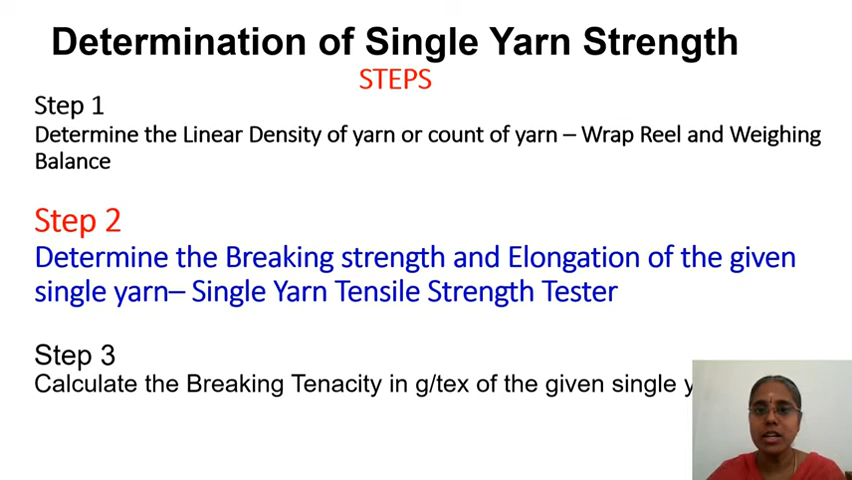 Determination of Single Yarn Strength
STEPS
Step 1
Determine the Linear Density of yarn or count of yarn – Wrap Reel and Weighing
Balance
Step 2
Determine the Breaking strength and Elongation of the given
single yarn– Single Yarn Tensile Strength Tester
Step 3
Calculate the Breaking Tenacity in g/tex of the given single